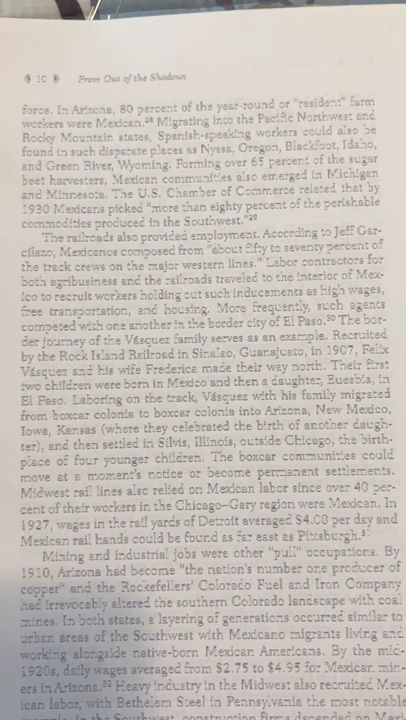 10 From Out of the Shadows
force. In Arizona, 80 percent of the year-round or "resident" farm
workers were Mexican.28 Migrating into the Pacific Northwest and
Rocky Mountain states, Spanish-speaking workers could also be
found in such disparate places as Nyssa, Oregon, Blackfoot, Idaho,
and Green River, Wyoming. Forming over 65 percent of the sugar
beet harvesters, Mexican communities also emerged in Michigan
and Minnesota. The U.S. Chamber of Commerce related that by
1930 Mexicans picked "more than eighty percent of the perishable
commodities produced in the Southwest."29
The railroads also provided employment. According to Jeff Gar-
cilazo, Mexicanos composed from "about fifty to seventy percent of
the track crews on the major western lines." Labor contractors for
both agribusiness and the railroads traveled to the interior of Mex-
ico to recruit workers holding out such inducements as high wages,
free transportation, and housing. More frequently, such agents
competed with one another in the border city of El Paso.30 The bor-
der journey of the Vásquez family serves as an example. Recruited
by the Rock Island Railroad in Sinaloa, Guanajuato, in 1907, Felix
Vásquez and his wife Frederica made their way north. Their first
two children were born in Mexico and then a daughter, Eusebia, in
El Paso. Laboring on the track, Vásquez with his family migrated
from boxcar colonia to boxcar colonia into Arizona, New Mexico,
Iowa, Kansas (where they celebrated the birth of another daugh-
ter), and then settled in Silvis, Illinois, outside Chicago, the birth-
place of four younger children. The boxcar communities could
move at a moment's notice or become permanent settlements.
Midwest rail lines also relied on Mexican labor since over 40 per-
cent of their workers in the Chicago-Gary region were Mexican. In
1927, wages in the rail yards of Detroit averaged $4.00 per day and
Mexican rail hands could be found as far east as Pittsburgh.31
Mining and industrial jobs were other "pull" occupations. By
1910, Arizona had become "the nation's number one producer of
copper" and the Rockefellers' Colorado Fuel and Iron Company
had irrevocably altered the southern Colorado landscape with coal
mines. In both states, a layering of generations occurred similar to
urban areas of the Southwest with Mexicano migrants living and
working alongside native-born Mexican Americans. By the mid-
1920s, daily wages averaged from $2.75 to $4.95 for Mexican min-
ers in Arizona.32 Heavy industry in the Midwest also recruited Mex-
ican labor, with Bethlehem Steel in Pennsylvania the most notable
example. In the Southwest, construction firms depended on Mex-